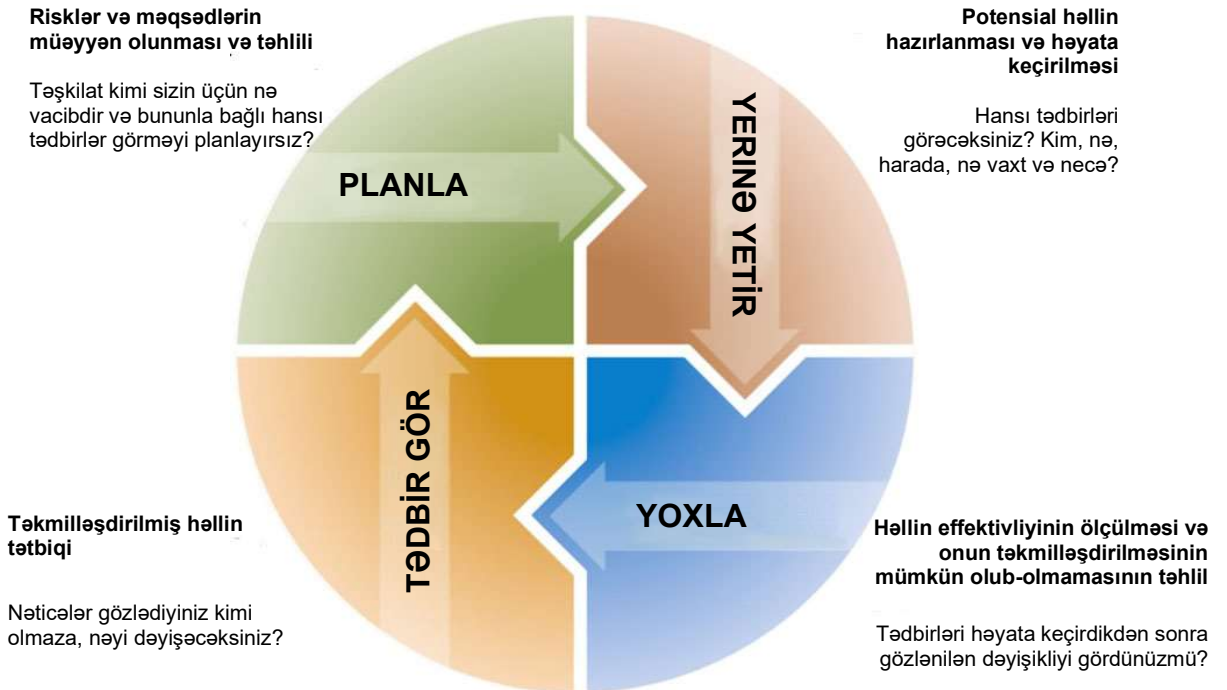 Risklər və məqsədlərin
müəyyən olunması və təhlili
Təşkilat kimi sizin üçün nə
vacibdir və bununla bağlı hansı
tədbirlər görməyi planlayırsız?
PLANLA
Potensial həllin
hazırlanması və həyata
keçirilməsi
Hansı tədbirləri
görəcəksiniz? Kim, nə,
harada, nə vaxt və necə?
YERINƏ YETİR
YOXLA
Həllin effektivliyinin ölçülməsi və
onun təkmilləşdirilməsinin
mümkün olub-olmamasının təhlil
Tədbirləri həyata keçirdikdən sonra
gözlənilən dəyişikliyi gördünüzmü?
TƏDBİR GÖR
Təkmilləşdirilmiş həllin
tətbiqi
Nəticələr gözlədiyiniz kimi
olmaza, nəyi dəyişəcəksiniz?